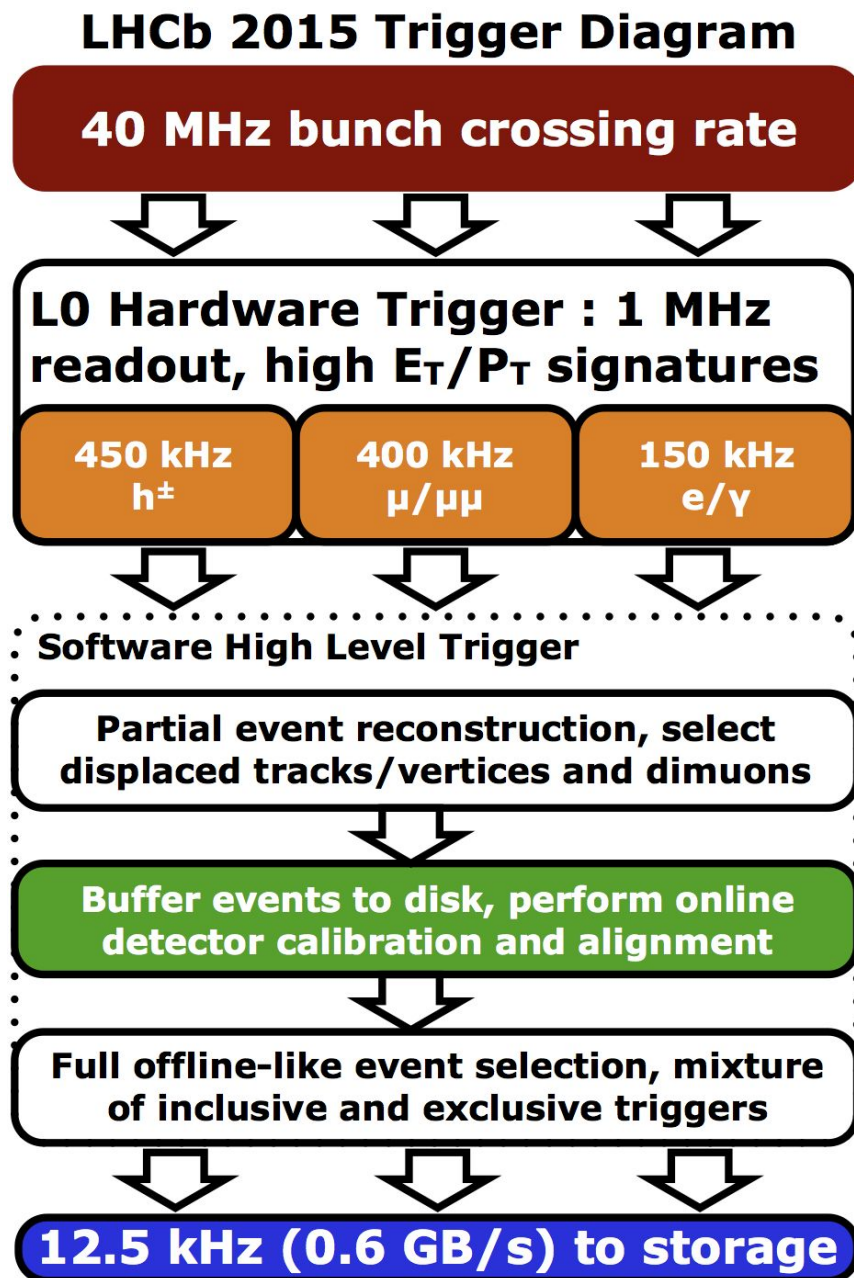 LHCb 2015 Trigger Diagram
40 MHz bunch crossing rate
L0 Hardware Trigger : 1 MHz
readout, high E_T/P_T signatures
450 kHz
h±
400 kHz
μ/μμ
150 kHz
e/γ
Software High Level Trigger
Partial event reconstruction, select
displaced tracks/vertices and dimuons
Buffer events to disk, perform online
detector calibration and alignment
Full offline-like event selection, mixture
of inclusive and exclusive triggers
12.5 kHz (0.6 GB/s) to storage